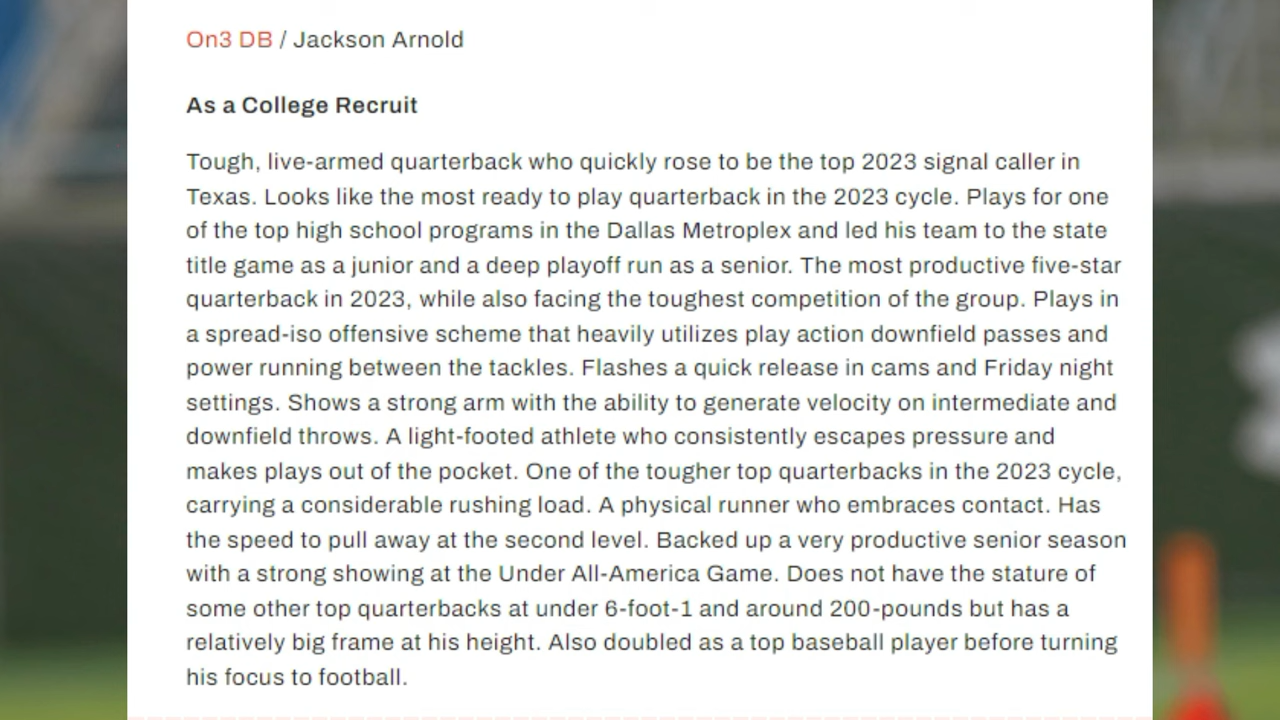 On3 DB / Jackson Arnold
As a College Recruit
Tough, live-armed quarterback who quickly rose to be the top 2023 signal caller in
Texas. Looks like the most ready to play quarterback in the 2023 cycle. Plays for one
of the top high school programs in the Dallas Metroplex and led his team to the state
title game as a junior and a deep playoff run as a senior. The most productive five-star
quarterback in 2023, while also facing the toughest competition of the group. Plays in
a spread-iso offensive scheme that heavily utilizes play action downfield passes and
power running between the tackles. Flashes a quick release in cams and Friday night
settings. Shows a strong arm with the ability to generate velocity on intermediate and
downfield throws. A light-footed athlete who consistently escapes pressure and
makes plays out of the pocket. One of the tougher top quarterbacks in the 2023 cycle,
carrying a considerable rushing load. A physical runner who embraces contact. Has
the speed to pull away at the second level. Backed up a very productive senior season
with a strong showing at the Under All-America Game. Does not have the stature of
some other top quarterbacks at under 6-foot-1 and around 200-pounds but has a
relatively big frame at his height. Also doubled as a top baseball player before turning
his focus to football.